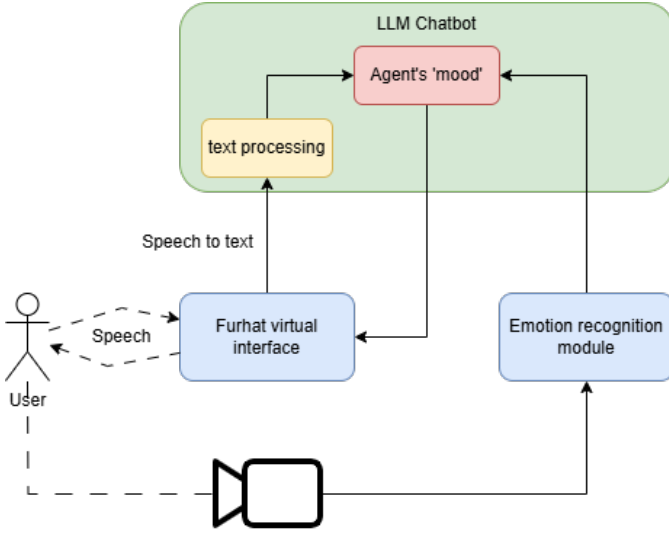 LLM Chatbot
Agent's 'mood'
text processing
Speech to text
Speech
Furhat virtual
interface
Emotion recognition
module
User